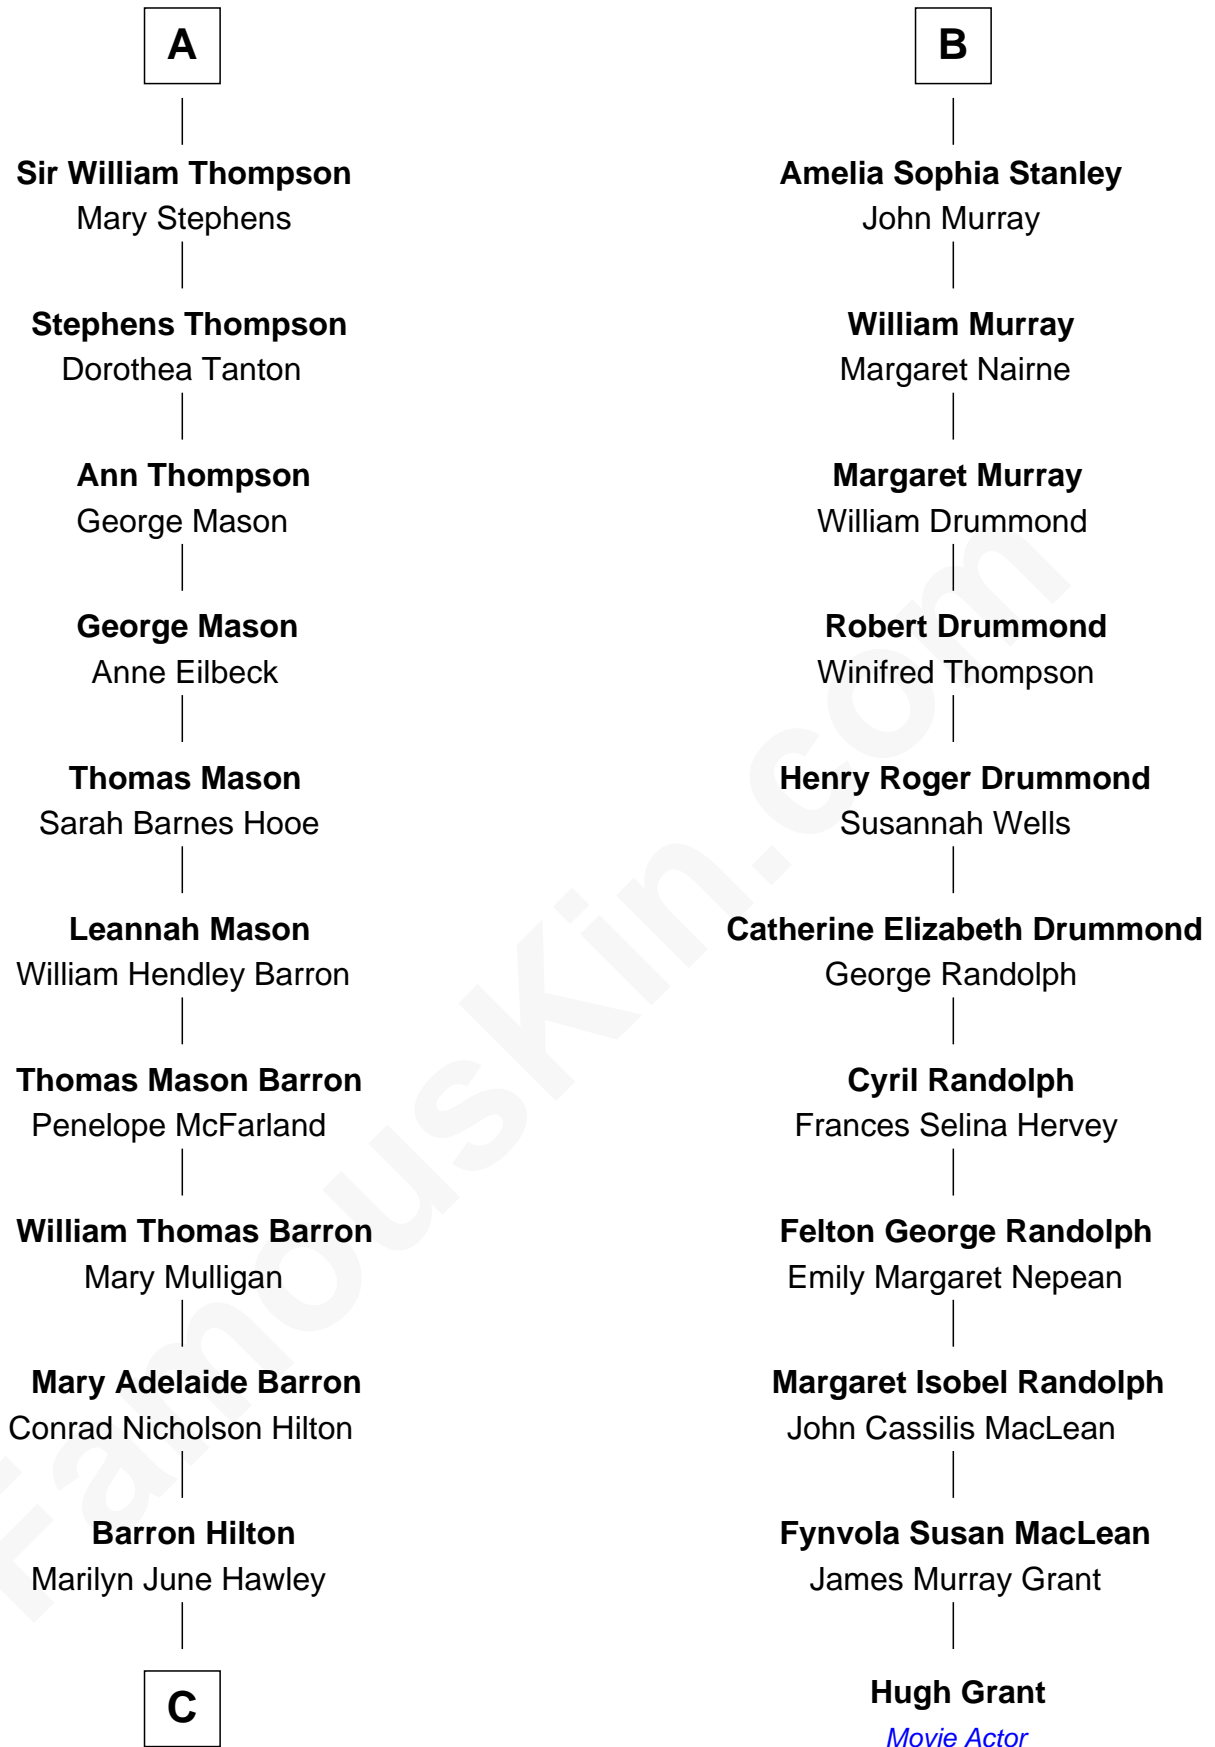 A
Sir William Thompson
Mary Stephens
Stephens Thompson
Dorothea Tanton
Ann Thompson
George Mason
George Mason
Anne Eilbeck
Thomas Mason
Sarah Barnes Hooe
Leannah Mason
William Hendley Barron
Thomas Mason Barron
Penelope McFarland
William Thomas Barron
Mary Mulligan
Mary Adelaide Barron
Conrad Nicholson Hilton
Barron Hilton
Marilyn June Hawley
C
B
Amelia Sophia Stanley
John Murray
William Murray
Margaret Nairne
Margaret Murray
William Drummond
Robert Drummond
Winifred Thompson
Henry Roger Drummond
Susannah Wells
Catherine Elizabeth Drummond
George Randolph
Cyril Randolph
Frances Selina Hervey
Felton George Randolph
Emily Margaret Nepean
Margaret Isobel Randolph
John Cassilis MacLean
Fynvola Susan MacLean
James Murray Grant
Hugh Grant
Movie Actor
FamousKin.com